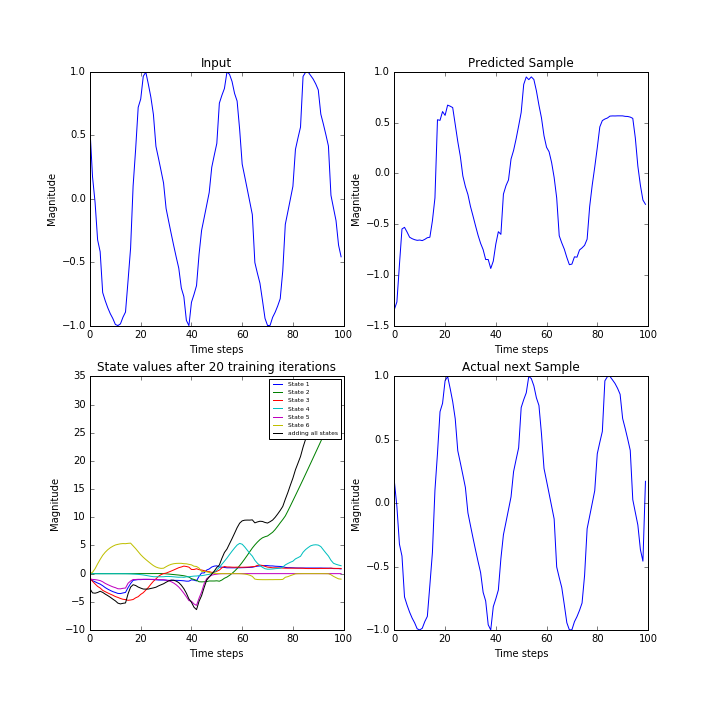 Input
Magnitude
1.0
0.5
0.0
−0.5
−1.0
0 20 40 60 80 100
Time steps
Predicted Sample
Magnitude
1.0
0.5
0.0
−0.5
−1.0
−1.5
0 20 40 60 80 100
Time steps
State values after 20 training iterations
Magnitude
35
30
25
20
15
10
5
0
−5
−10
0 20 40 60 80 100
Time steps
State 1
State 2
State 3
State 4
State 5
State 6
adding all states
Actual next Sample
Magnitude
1.0
0.5
0.0
−0.5
−1.0
0 20 40 60 80 100
Time steps